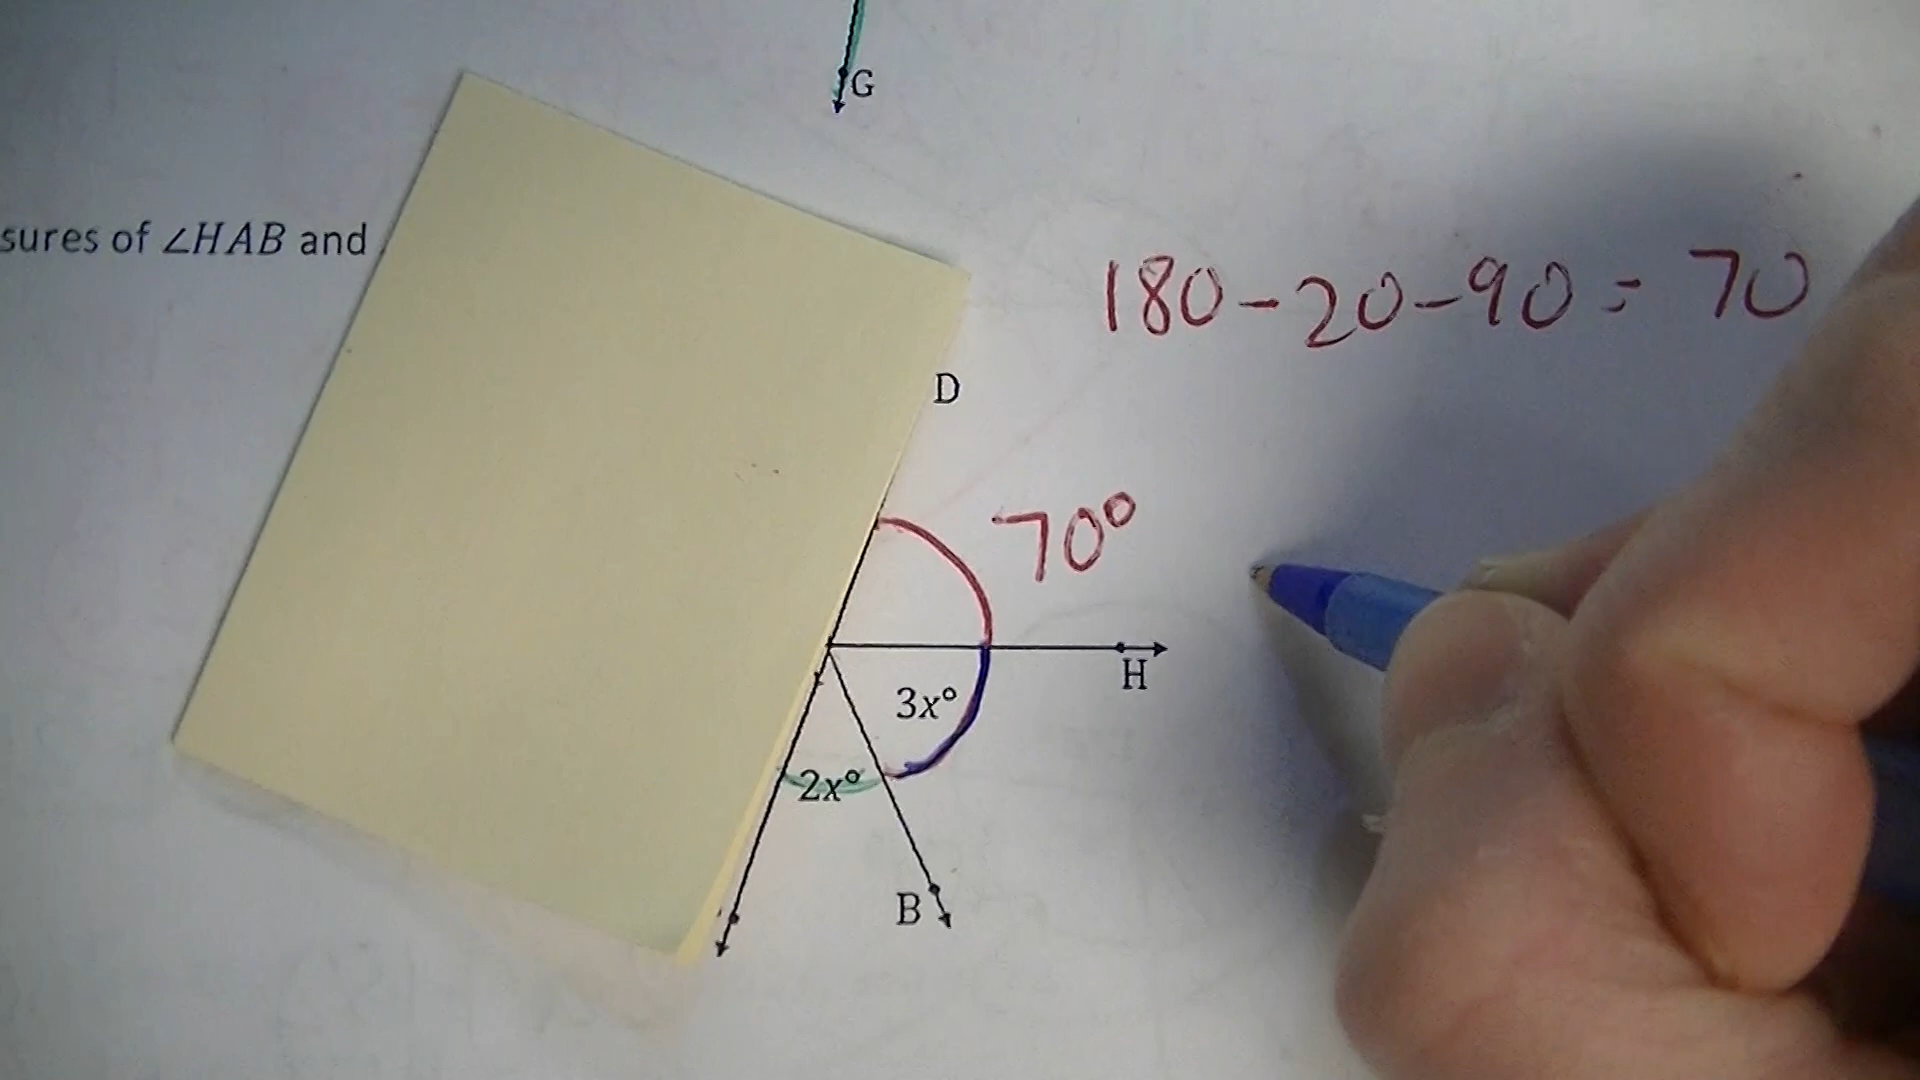 G
sures of ∠HAB and
180-20-90=70
D
70°
H
3x°
2x°
B